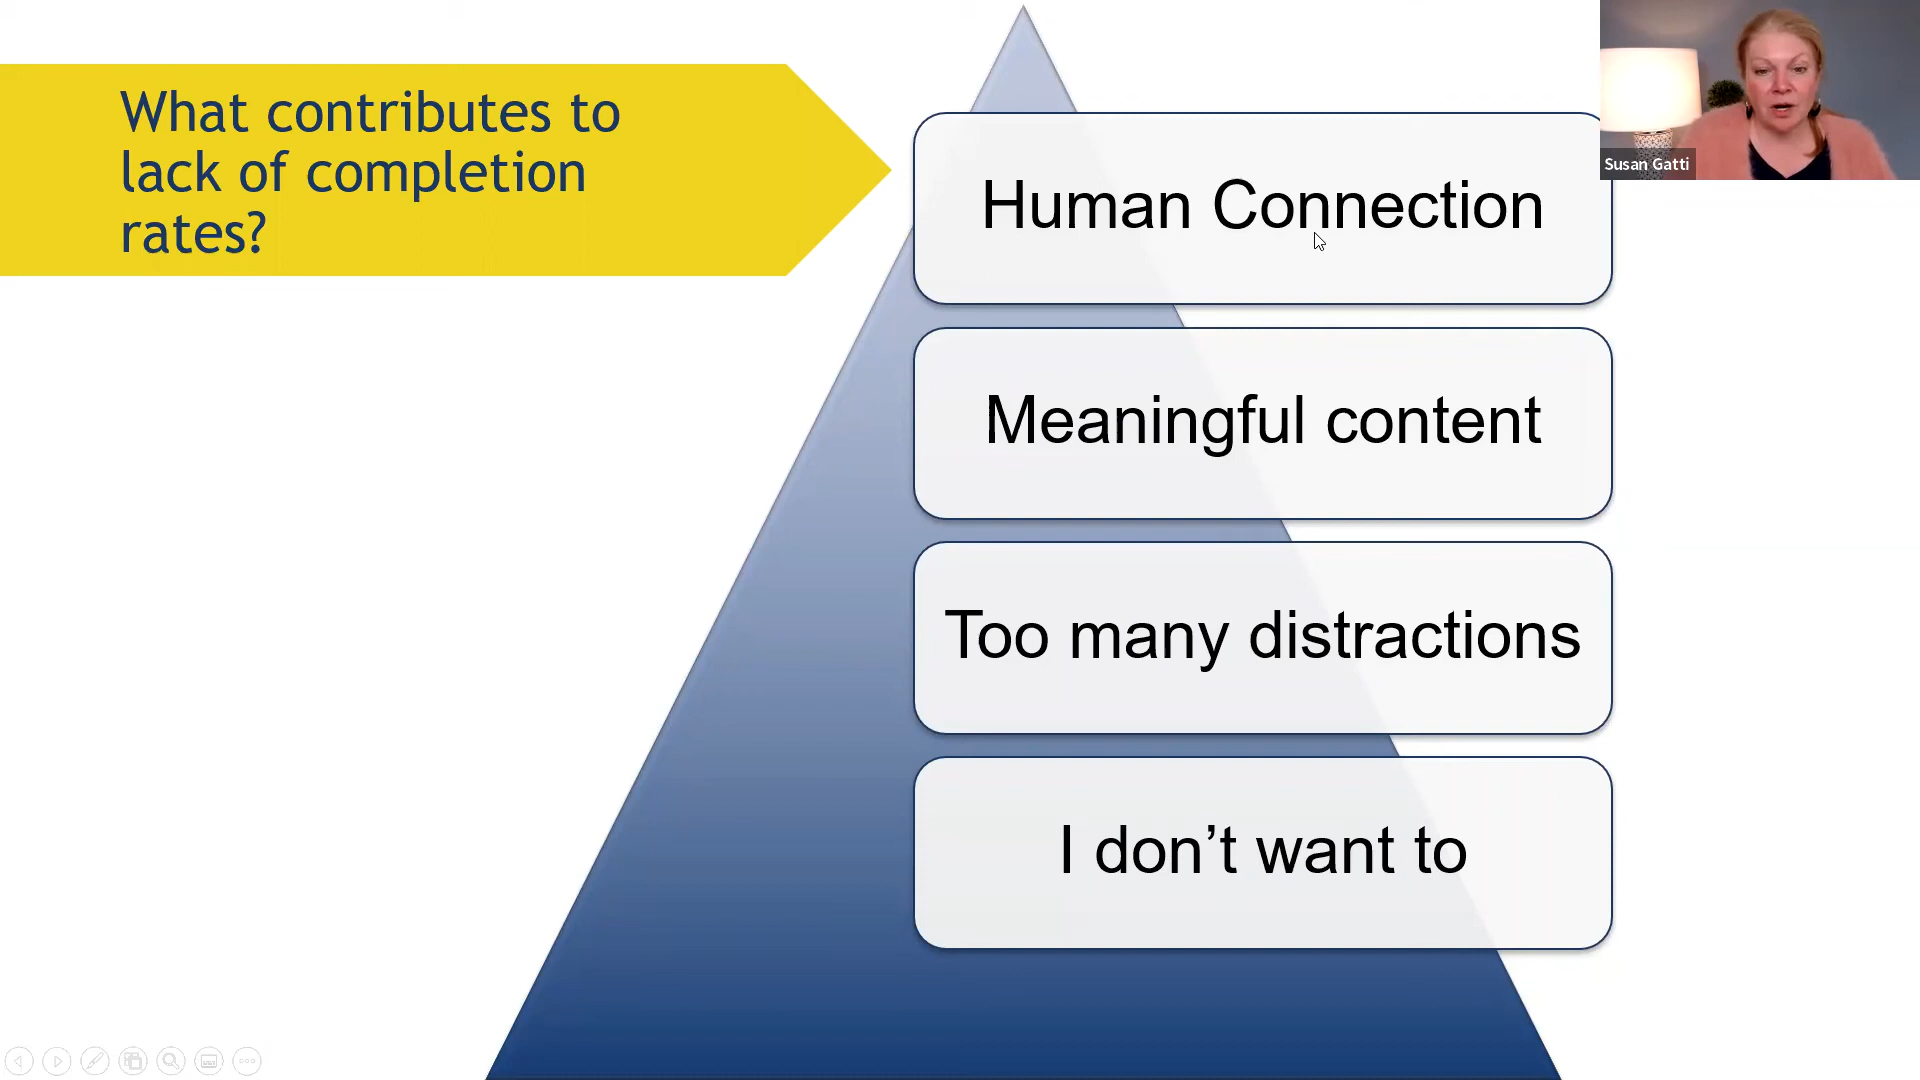 What contributes to
lack of completion
rates?
Human Connection
Meaningful content
Too many distractions
I don’t want to
Susan Gatti